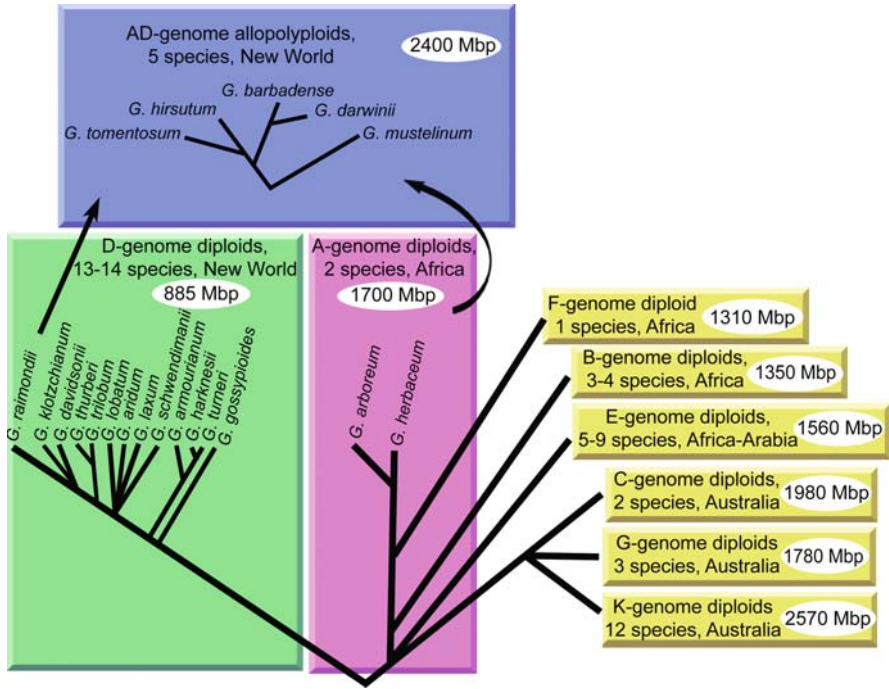 AD-genome allopolyploids,
5 species, New World
2400 Mbp
G. barbadense
G. hirsutum
G. darwinii
G. tomentosum
G. mustelinum
D-genome diploids,
13-14 species, New World
885 Mbp
G. raimondii
G. klotzchianum
G. davidsonii
G. thurberi
G. trilobum
G. lobatum
G. aridum
G. laxum
G. schwendimanii
G. armourianum
G. harknesii
G. turneri
G. gossypioides
A-genome diploids,
2 species, Africa
1700 Mbp
G. arboreum
G. herbaceum
F-genome diploid
1 species, Africa
1310 Mbp
B-genome diploids,
3-4 species, Africa
1350 Mbp
E-genome diploids,
5-9 species, Africa-Arabia
1560 Mbp
C-genome diploids,
2 species, Australia
1980 Mbp
G-genome diploids
3 species, Australia
1780 Mbp
K-genome diploids
12 species, Australia
2570 Mbp